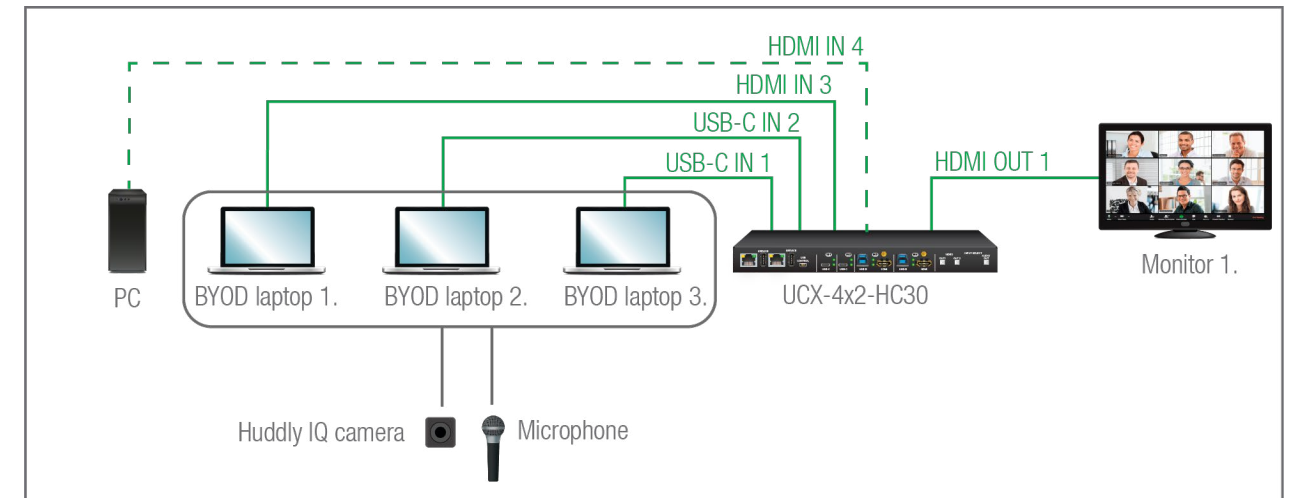 HDMI IN 4
HDMI IN 3
USB-C IN 2
USB-C IN 1
HDMI OUT 1
PC
BYOD laptop 1.
BYOD laptop 2.
BYOD laptop 3.
UCX-4x2-HC30
Monitor 1.
Huddly IQ camera
Microphone